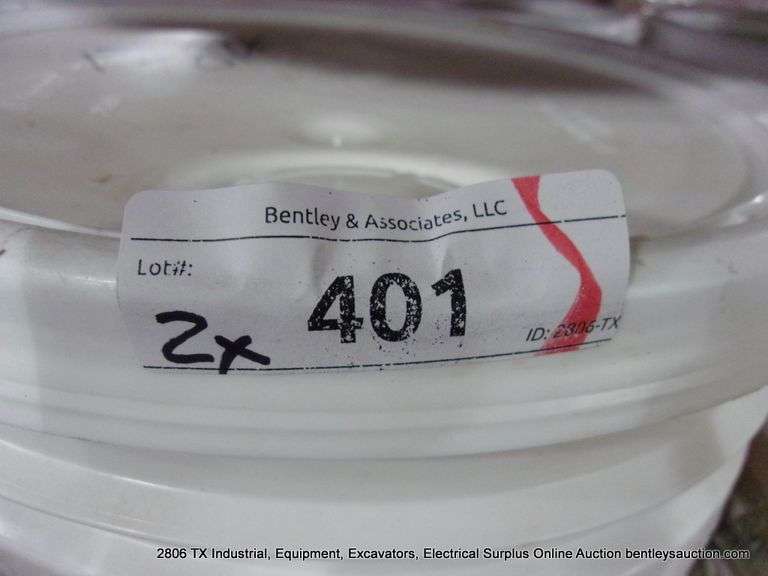 Bentley & Associates, LLC
Lot#:
401
2x
ID: 2806-TX
2806 TX Industrial, Equipment, Excavators, Electrical Surplus Online Auction bentleysauction.com